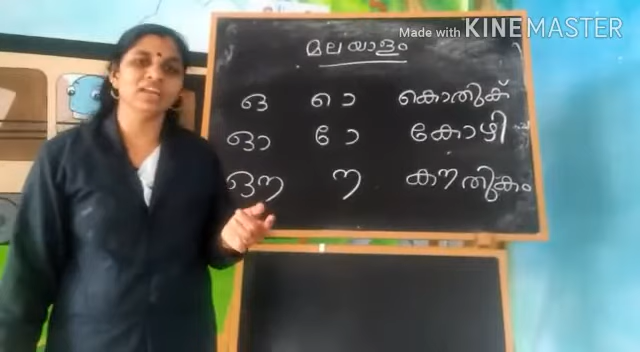 Made with KINEMASTER
മലയാളം
ഒ ൊ കൊതുക്
ഓ ോ കോഴി
ഔ ൗ കൗതുകം